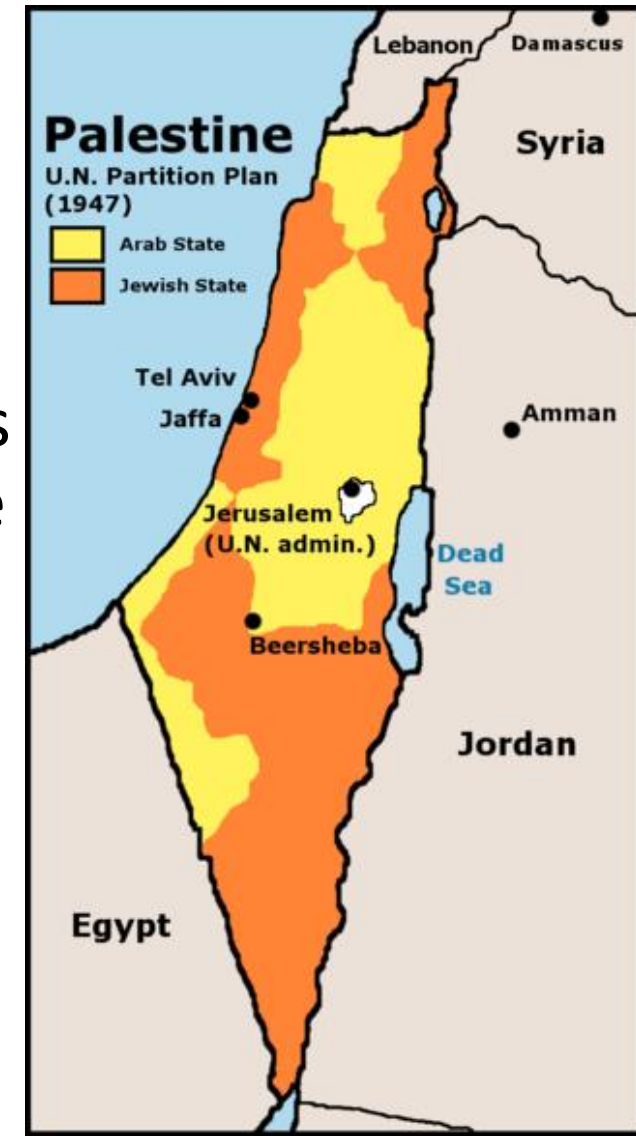 Lebanon
Damascus
Palestine
Syria
U.N. Partition Plan
(1947)
Arab State
Jewish State
Tel Aviv
Jaffa
Amman
s
e
Jerusalem
(U.N. admin.)
Dead
Sea
Beersheba
Jordan
Egypt